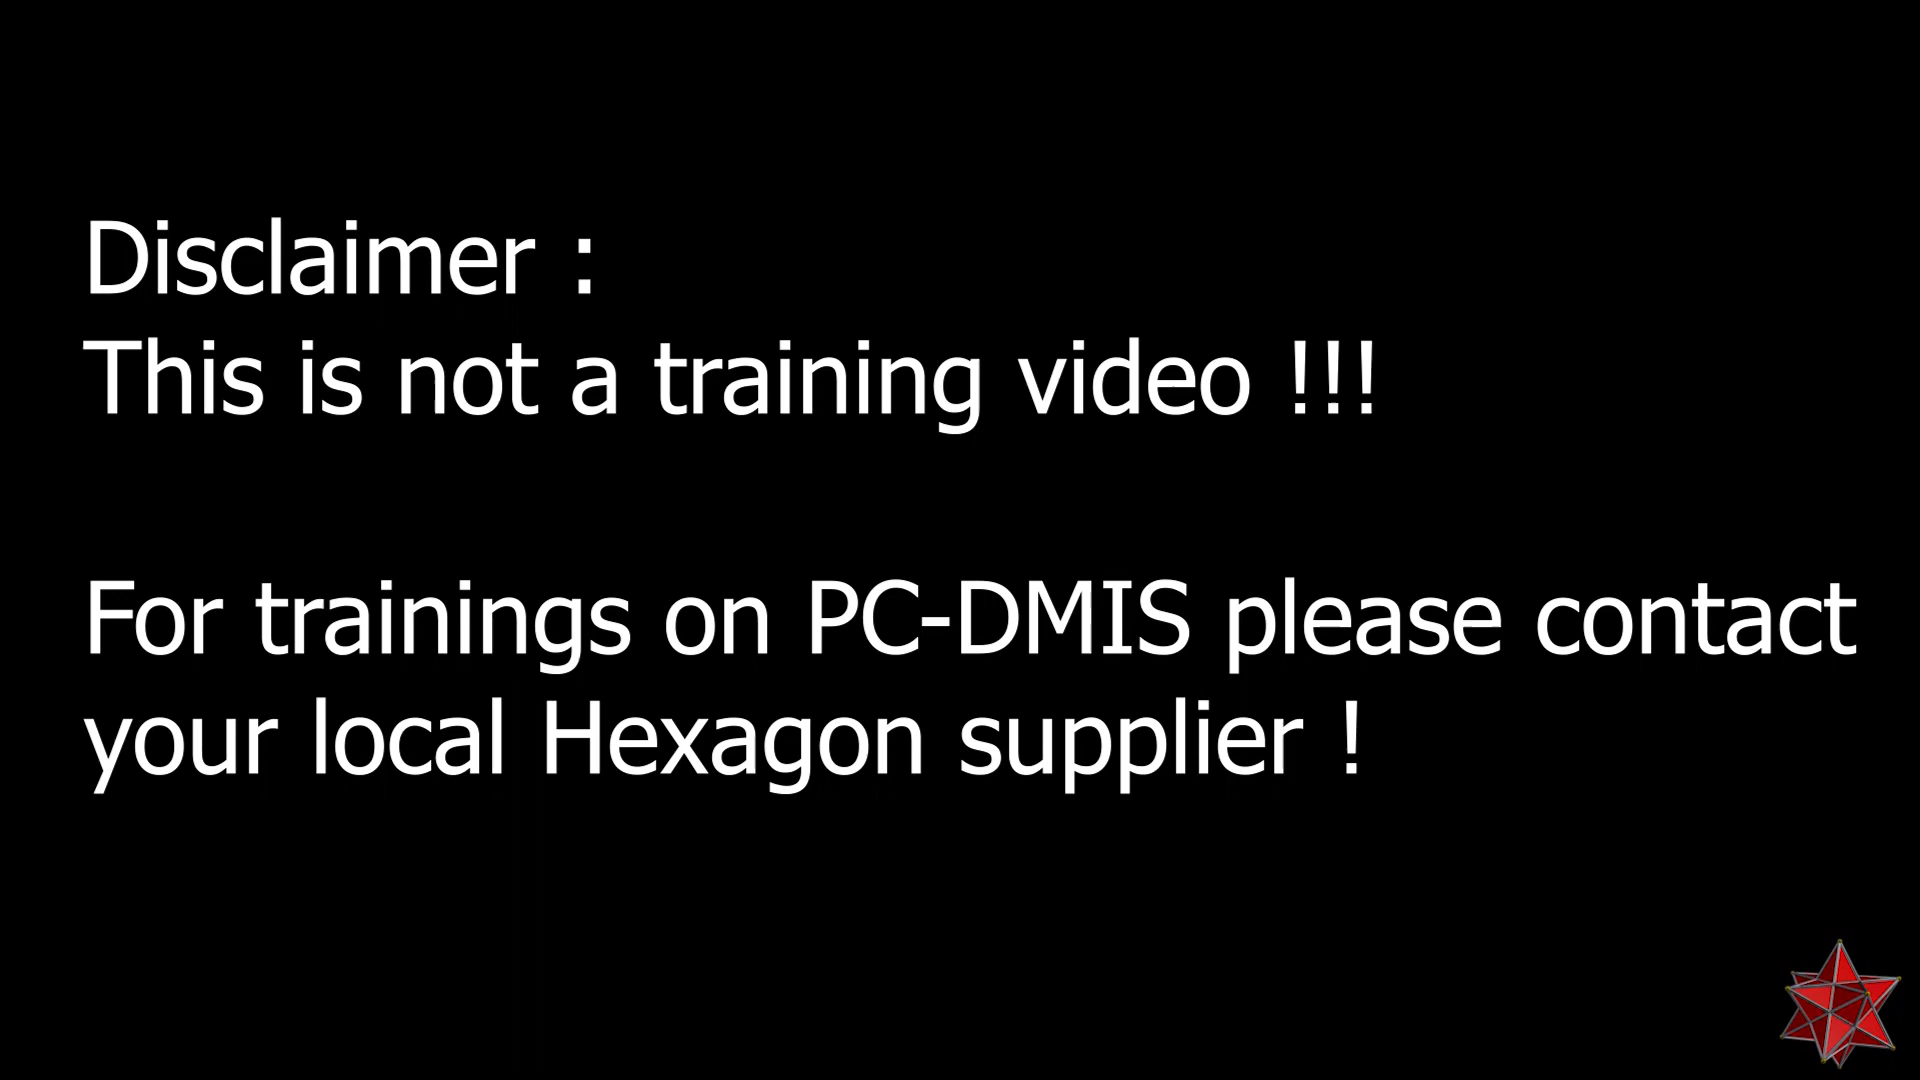 Disclaimer :
This is not a training video !!!
For trainings on PC-DMIS please contact
your local Hexagon supplier !